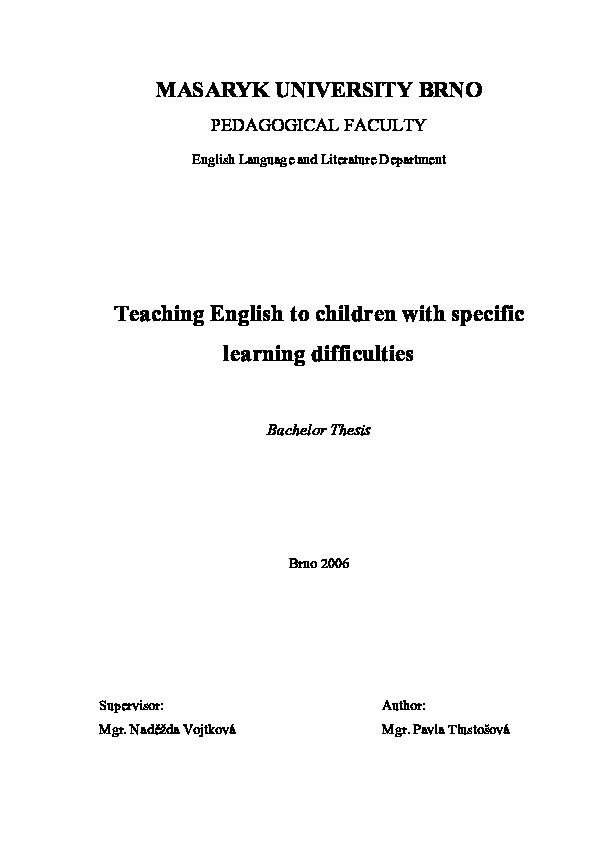 MASARYK UNIVERSITY BRNO
PEDAGOGICAL FACULTY
English Language and Literature Department
Teaching English to children with specific
learning difficulties
Bachelor Thesis
Brno 2006
Supervisor: Author:
Mgr. Naděžda Vojtková Mgr. Pavla Tlustošová